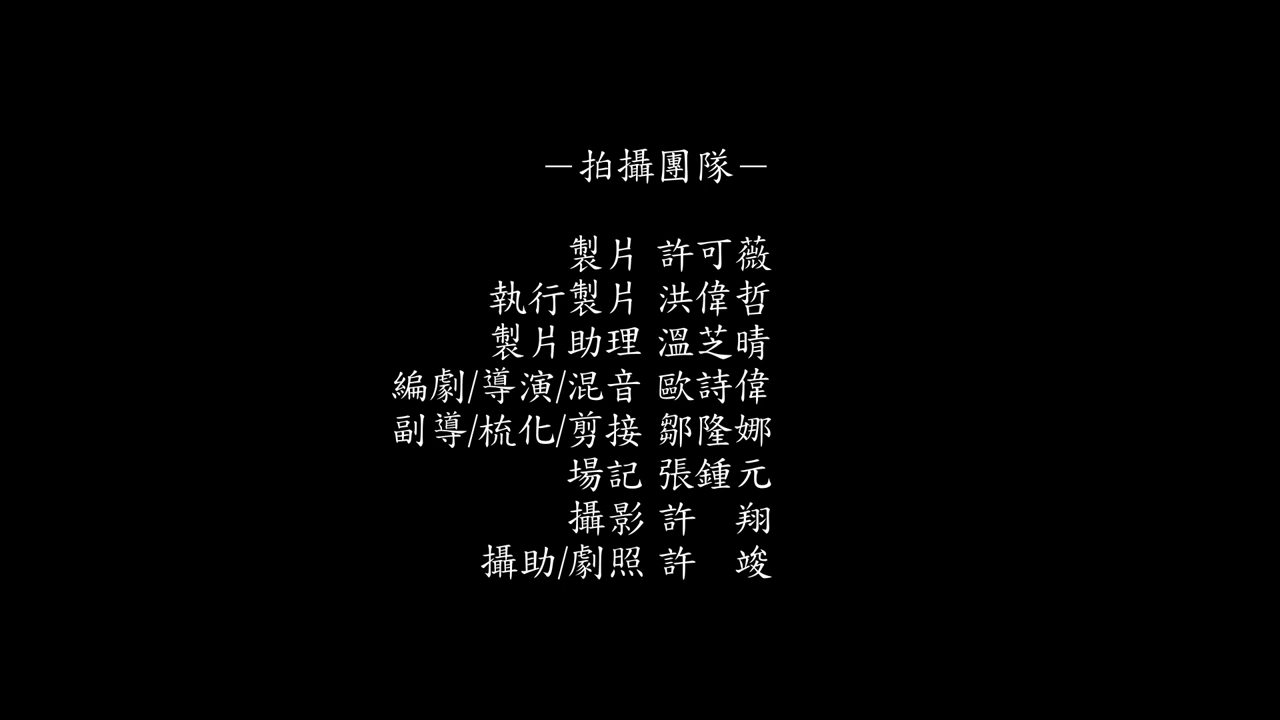 －拍攝團隊－
製片 許可薇
執行製片 洪偉哲
製片助理 溫芝晴
編劇/導演/混音 歐詩偉
副導/梳化/剪接 鄒隆娜
場記 張鍾元
攝影 許　翔
攝助/劇照 許　竣